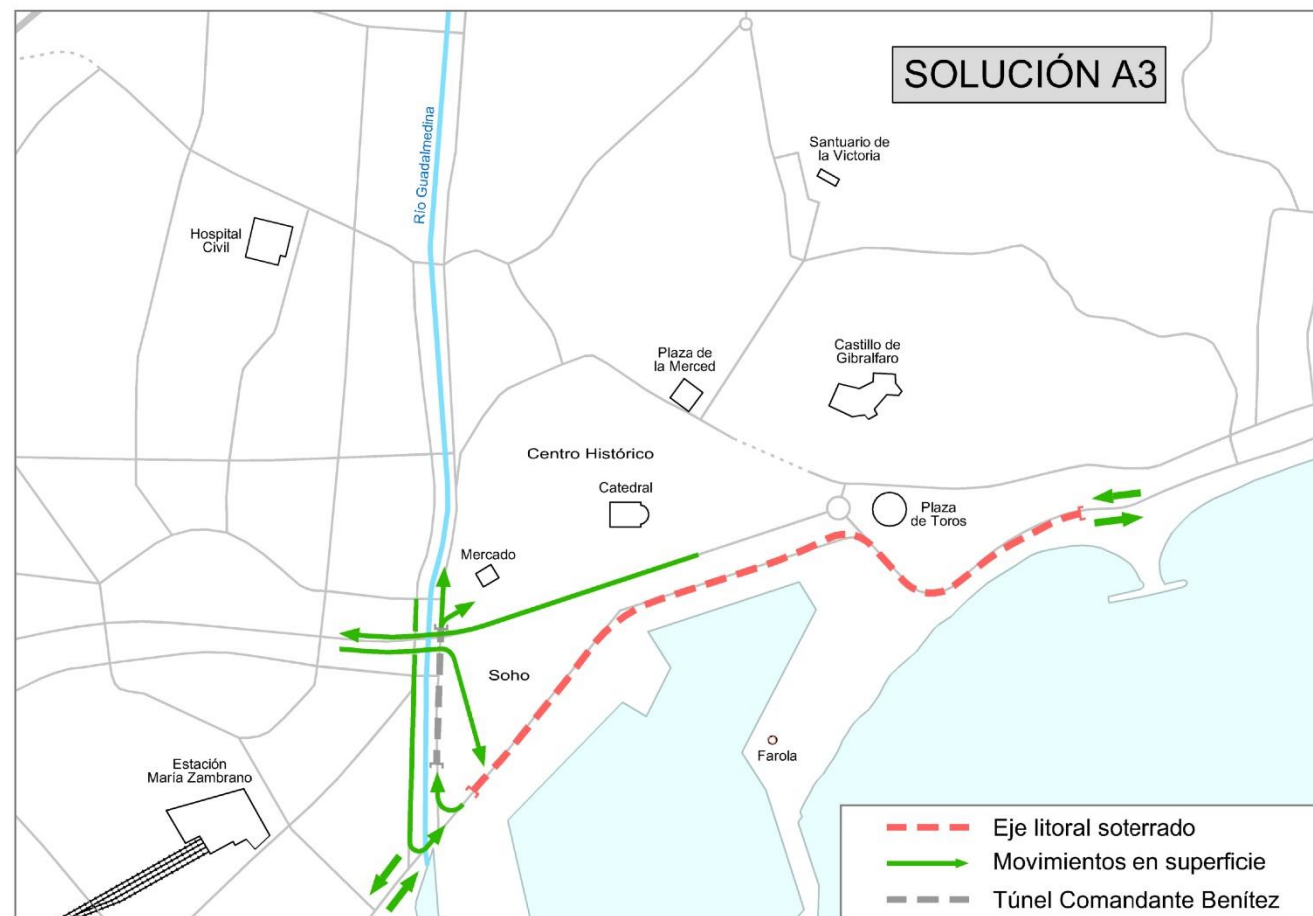 SOLUCIÓN A3
Santuario de
la Victoria
Río Guadalmedina
Hospital
Civil
Plaza de
la Merced
Castillo de
Gibralfaro
Centro Histórico
Catedral
Plaza
de Toros
Mercado
Soho
Estación
María Zambrano
Farola
Eje litoral soterrado
Movimientos en superficie
Túnel Comandante Benítez